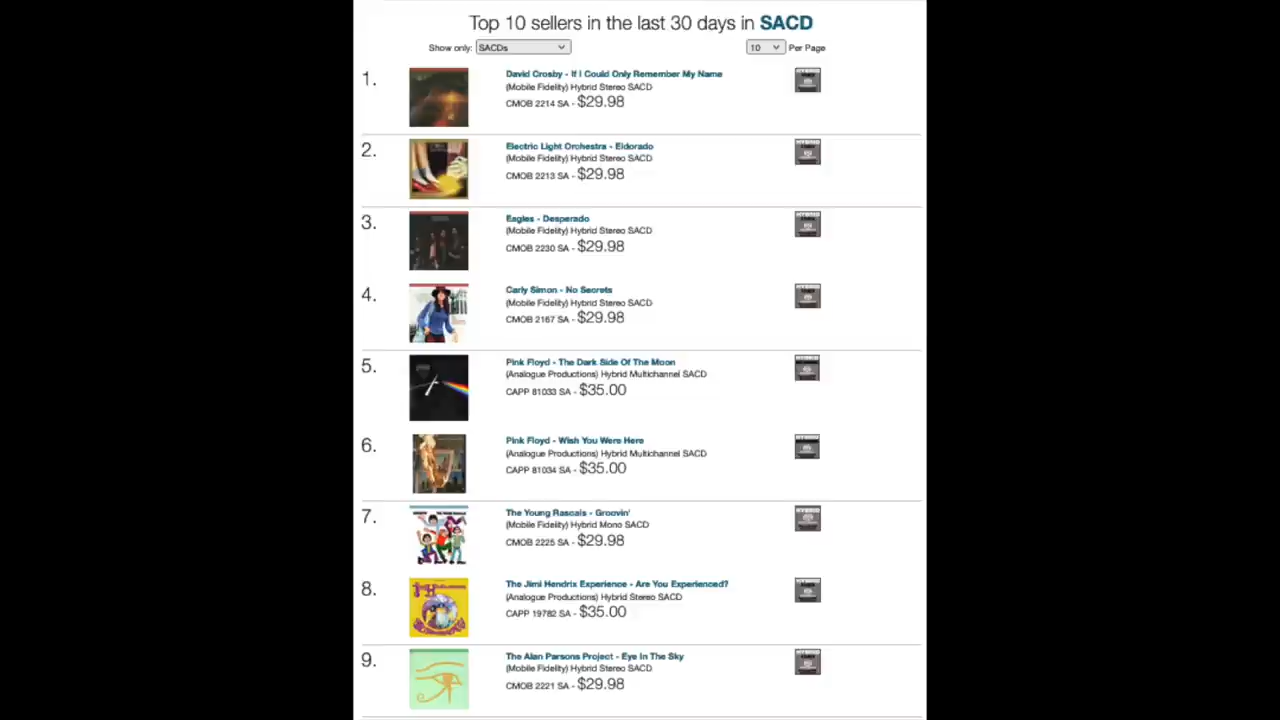 Top 10 sellers in the last 30 days in SACD
Show only: SACDs
10 Per Page
1.
David Crosby - If I Could Only Remember My Name
(Mobile Fidelity) Hybrid Stereo SACD
CMOB 2214 SA - $29.98
2.
Electric Light Orchestra - Eldorado
(Mobile Fidelity) Hybrid Stereo SACD
CMOB 2213 SA - $29.98
3.
Eagles - Desperado
(Mobile Fidelity) Hybrid Stereo SACD
CMOB 2230 SA - $29.98
4.
Carly Simon - No Secrets
(Mobile Fidelity) Hybrid Stereo SACD
CMOB 2167 SA - $29.98
5.
Pink Floyd - The Dark Side Of The Moon
(Analogue Productions) Hybrid Multichannel SACD
CAPP 81033 SA - $35.00
6.
Pink Floyd - Wish You Were Here
(Analogue Productions) Hybrid Multichannel SACD
CAPP 81034 SA - $35.00
7.
The Young Rascals - Groovin'
(Mobile Fidelity) Hybrid Mono SACD
CMOB 2225 SA - $29.98
8.
The Jimi Hendrix Experience - Are You Experienced?
(Analogue Productions) Hybrid Stereo SACD
CAPP 19782 SA - $35.00
9.
The Alan Parsons Project - Eye In The Sky
(Mobile Fidelity) Hybrid Stereo SACD
CMOB 2221 SA - $29.98